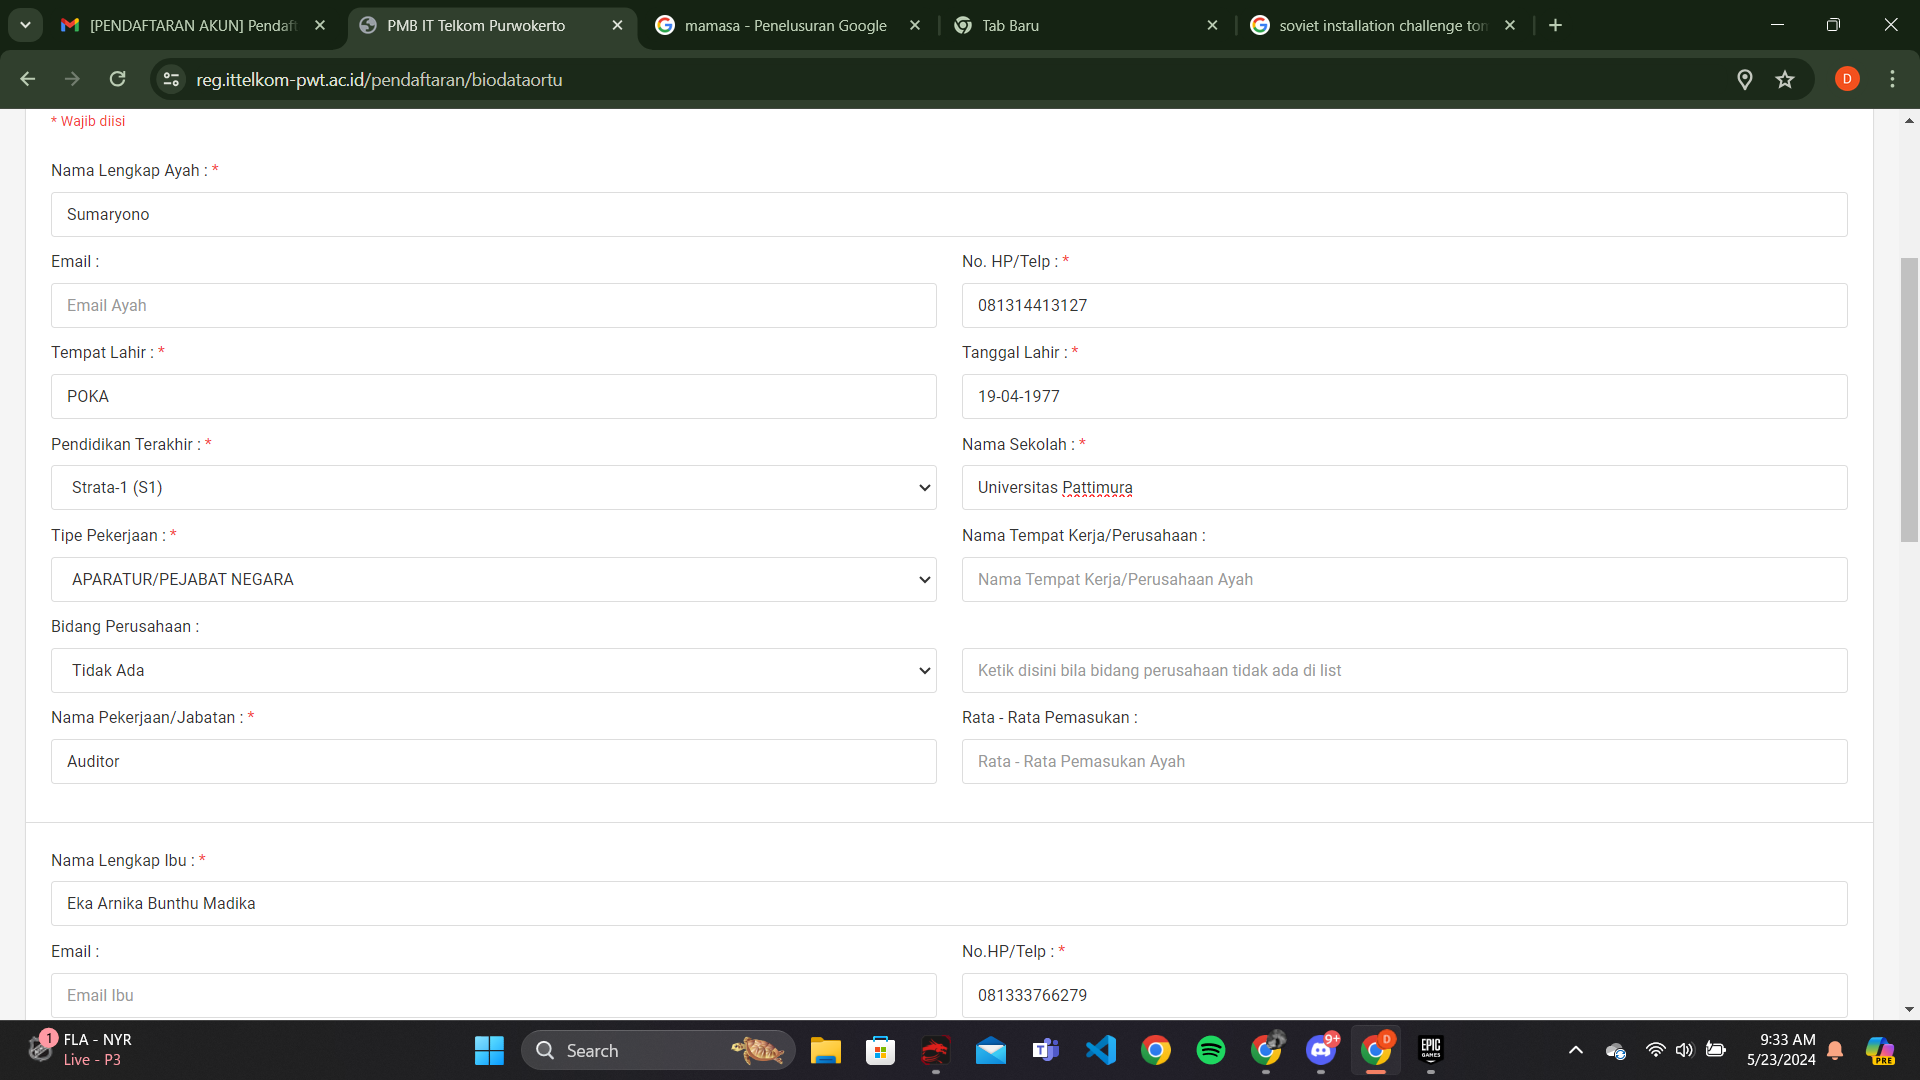 [PENDAFTARAN AKUN] Pendaft
PMB IT Telkom Purwokerto
mamasa - Penelusuran Google
Tab Baru
soviet installation challenge ton
reg.ittelkom-pwt.ac.id/pendaftaran/biodataortu
D
* Wajib diisi
Nama Lengkap Ayah : *
Sumaryono
Email :
No. HP/Telp : *
Email Ayah
081314413127
Tempat Lahir : *
Tanggal Lahir : *
POKA
19-04-1977
Pendidikan Terakhir : *
Nama Sekolah : *
Strata-1 (S1)
Universitas Pattimura
Tipe Pekerjaan : *
Nama Tempat Kerja/Perusahaan :
APARATUR/PEJABAT NEGARA
Nama Tempat Kerja/Perusahaan Ayah
Bidang Perusahaan :
Tidak Ada
Ketik disini bila bidang perusahaan tidak ada di list
Nama Pekerjaan/Jabatan : *
Rata - Rata Pemasukan :
Auditor
Rata - Rata Pemasukan Ayah
Nama Lengkap Ibu : *
Eka Arnika Bunthu Madika
Email :
No.HP/Telp : *
Email Ibu
081333766279
1
FLA - NYR
Live - P3
Search
9+
D
EPIC
GAMES
9:33 AM
5/23/2024
PRE